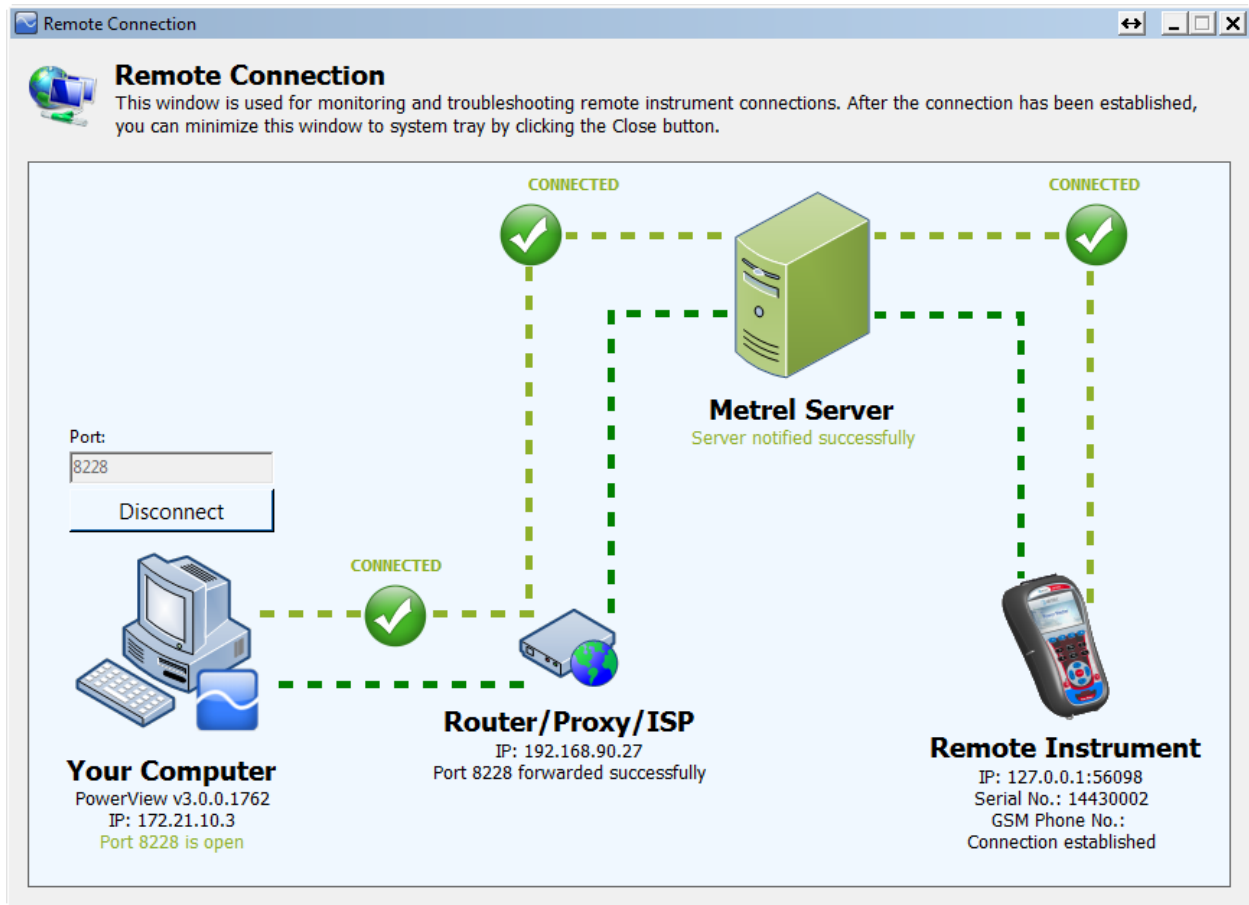 Remote Connection
Remote Connection
This window is used for monitoring and troubleshooting remote instrument connections. After the connection has been established,
you can minimize this window to system tray by clicking the Close button.
CONNECTED
CONNECTED
Metrel Server
Server notified successfully
Port:
8228
Disconnect
CONNECTED
Router/Proxy/ISP
IP: 192.168.90.27
Port 8228 forwarded successfully
Your Computer
PowerView v3.0.0.1762
IP: 172.21.10.3
Port 8228 is open
Remote Instrument
IP: 127.0.0.1:56098
Serial No.: 14430002
GSM Phone No.:
Connection established